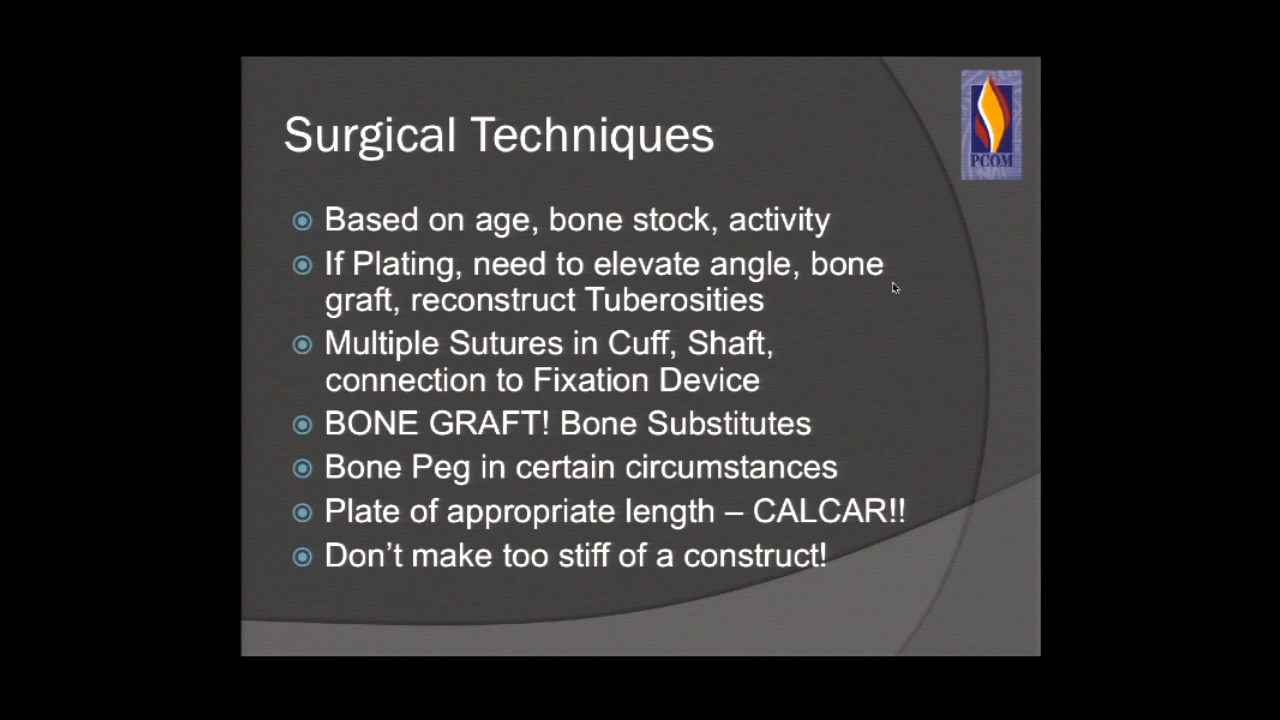 PCOM
Surgical Techniques
Based on age, bone stock, activity
If Plating, need to elevate angle, bone
graft, reconstruct Tuberosities
Multiple Sutures in Cuff, Shaft,
connection to Fixation Device
BONE GRAFT! Bone Substitutes
Bone Peg in certain circumstances
Plate of appropriate length – CALCAR!!
Don’t make too stiff of a construct!